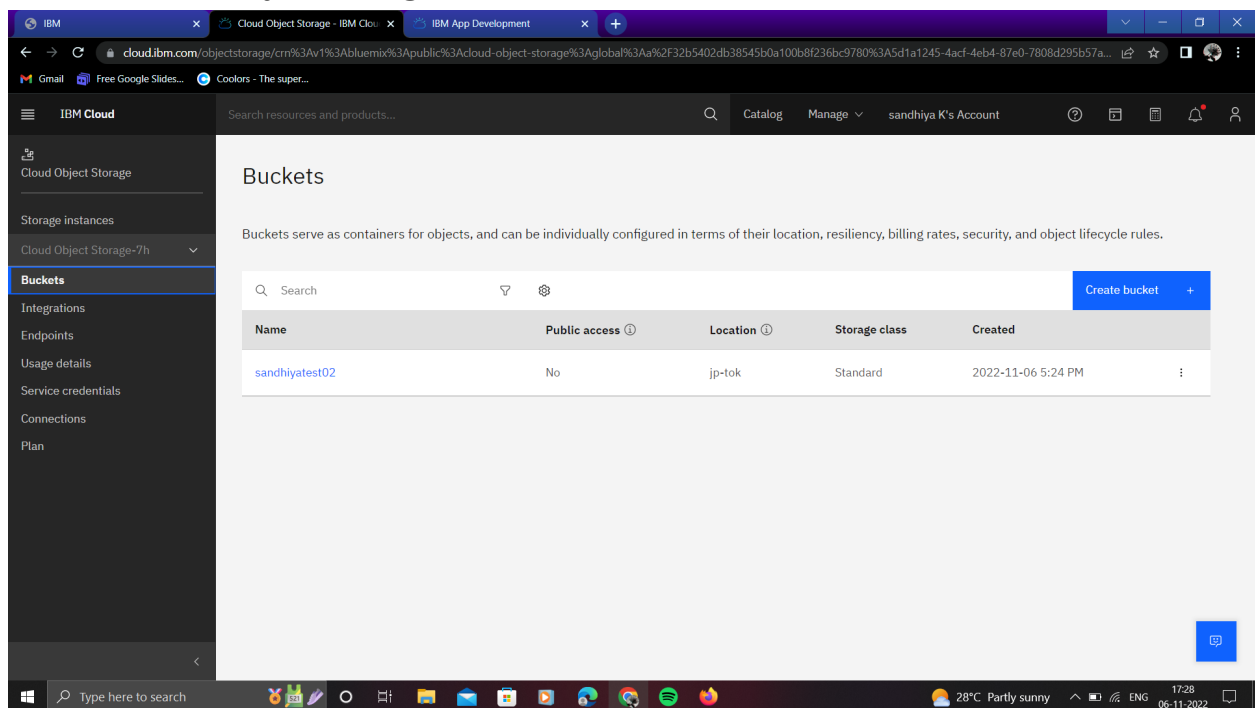 IBM
Cloud Object Storage - IBM Clou
IBM App Development
cloud.ibm.com/objectstorage/crn%3Av1%3Abluemix%3Apublic%3Acloud-object-storage%3Aglobal%3Aa%2F32b5402db38545b0a100b8f236bc9780%3A5d1a1245-4acf-4eb4-87e0-7808d295b57a...
Gmail
Free Google Slides...
Coolors - The super...
IBM Cloud
Search resources and products...
Catalog
Manage
sandhiya K's Account
Cloud Object Storage
Storage instances
Cloud Object Storage-7h
Buckets
Integrations
Endpoints
Usage details
Service credentials
Connections
Plan
Buckets
Buckets serve as containers for objects, and can be individually configured in terms of their location, resiliency, billing rates, security, and object lifecycle rules.
Search
Create bucket +
Name Public access Location Storage class Created
sandhiyatest02 No jp-tok Standard 2022-11-06 5:24 PM
Type here to search
28°C Partly sunny
ENG
17:28
06-11-2022